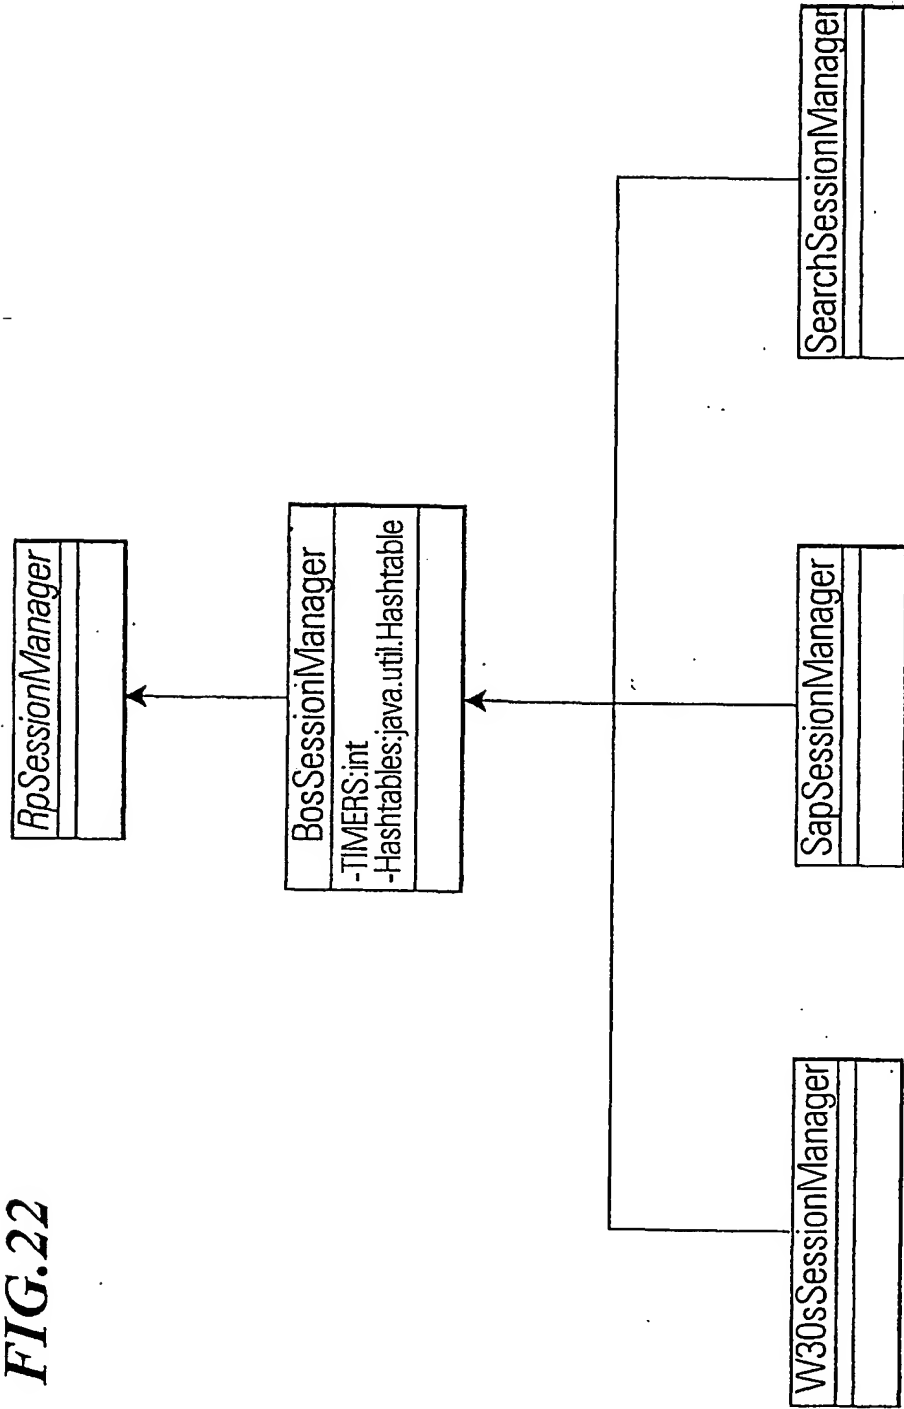 FIG.22
RpSessionManager
BosSessionManager
-TIMERS:int
-Hashtables:java.util.Hashtable
W30sSessionManager
SapSessionManager
SearchSessionManager